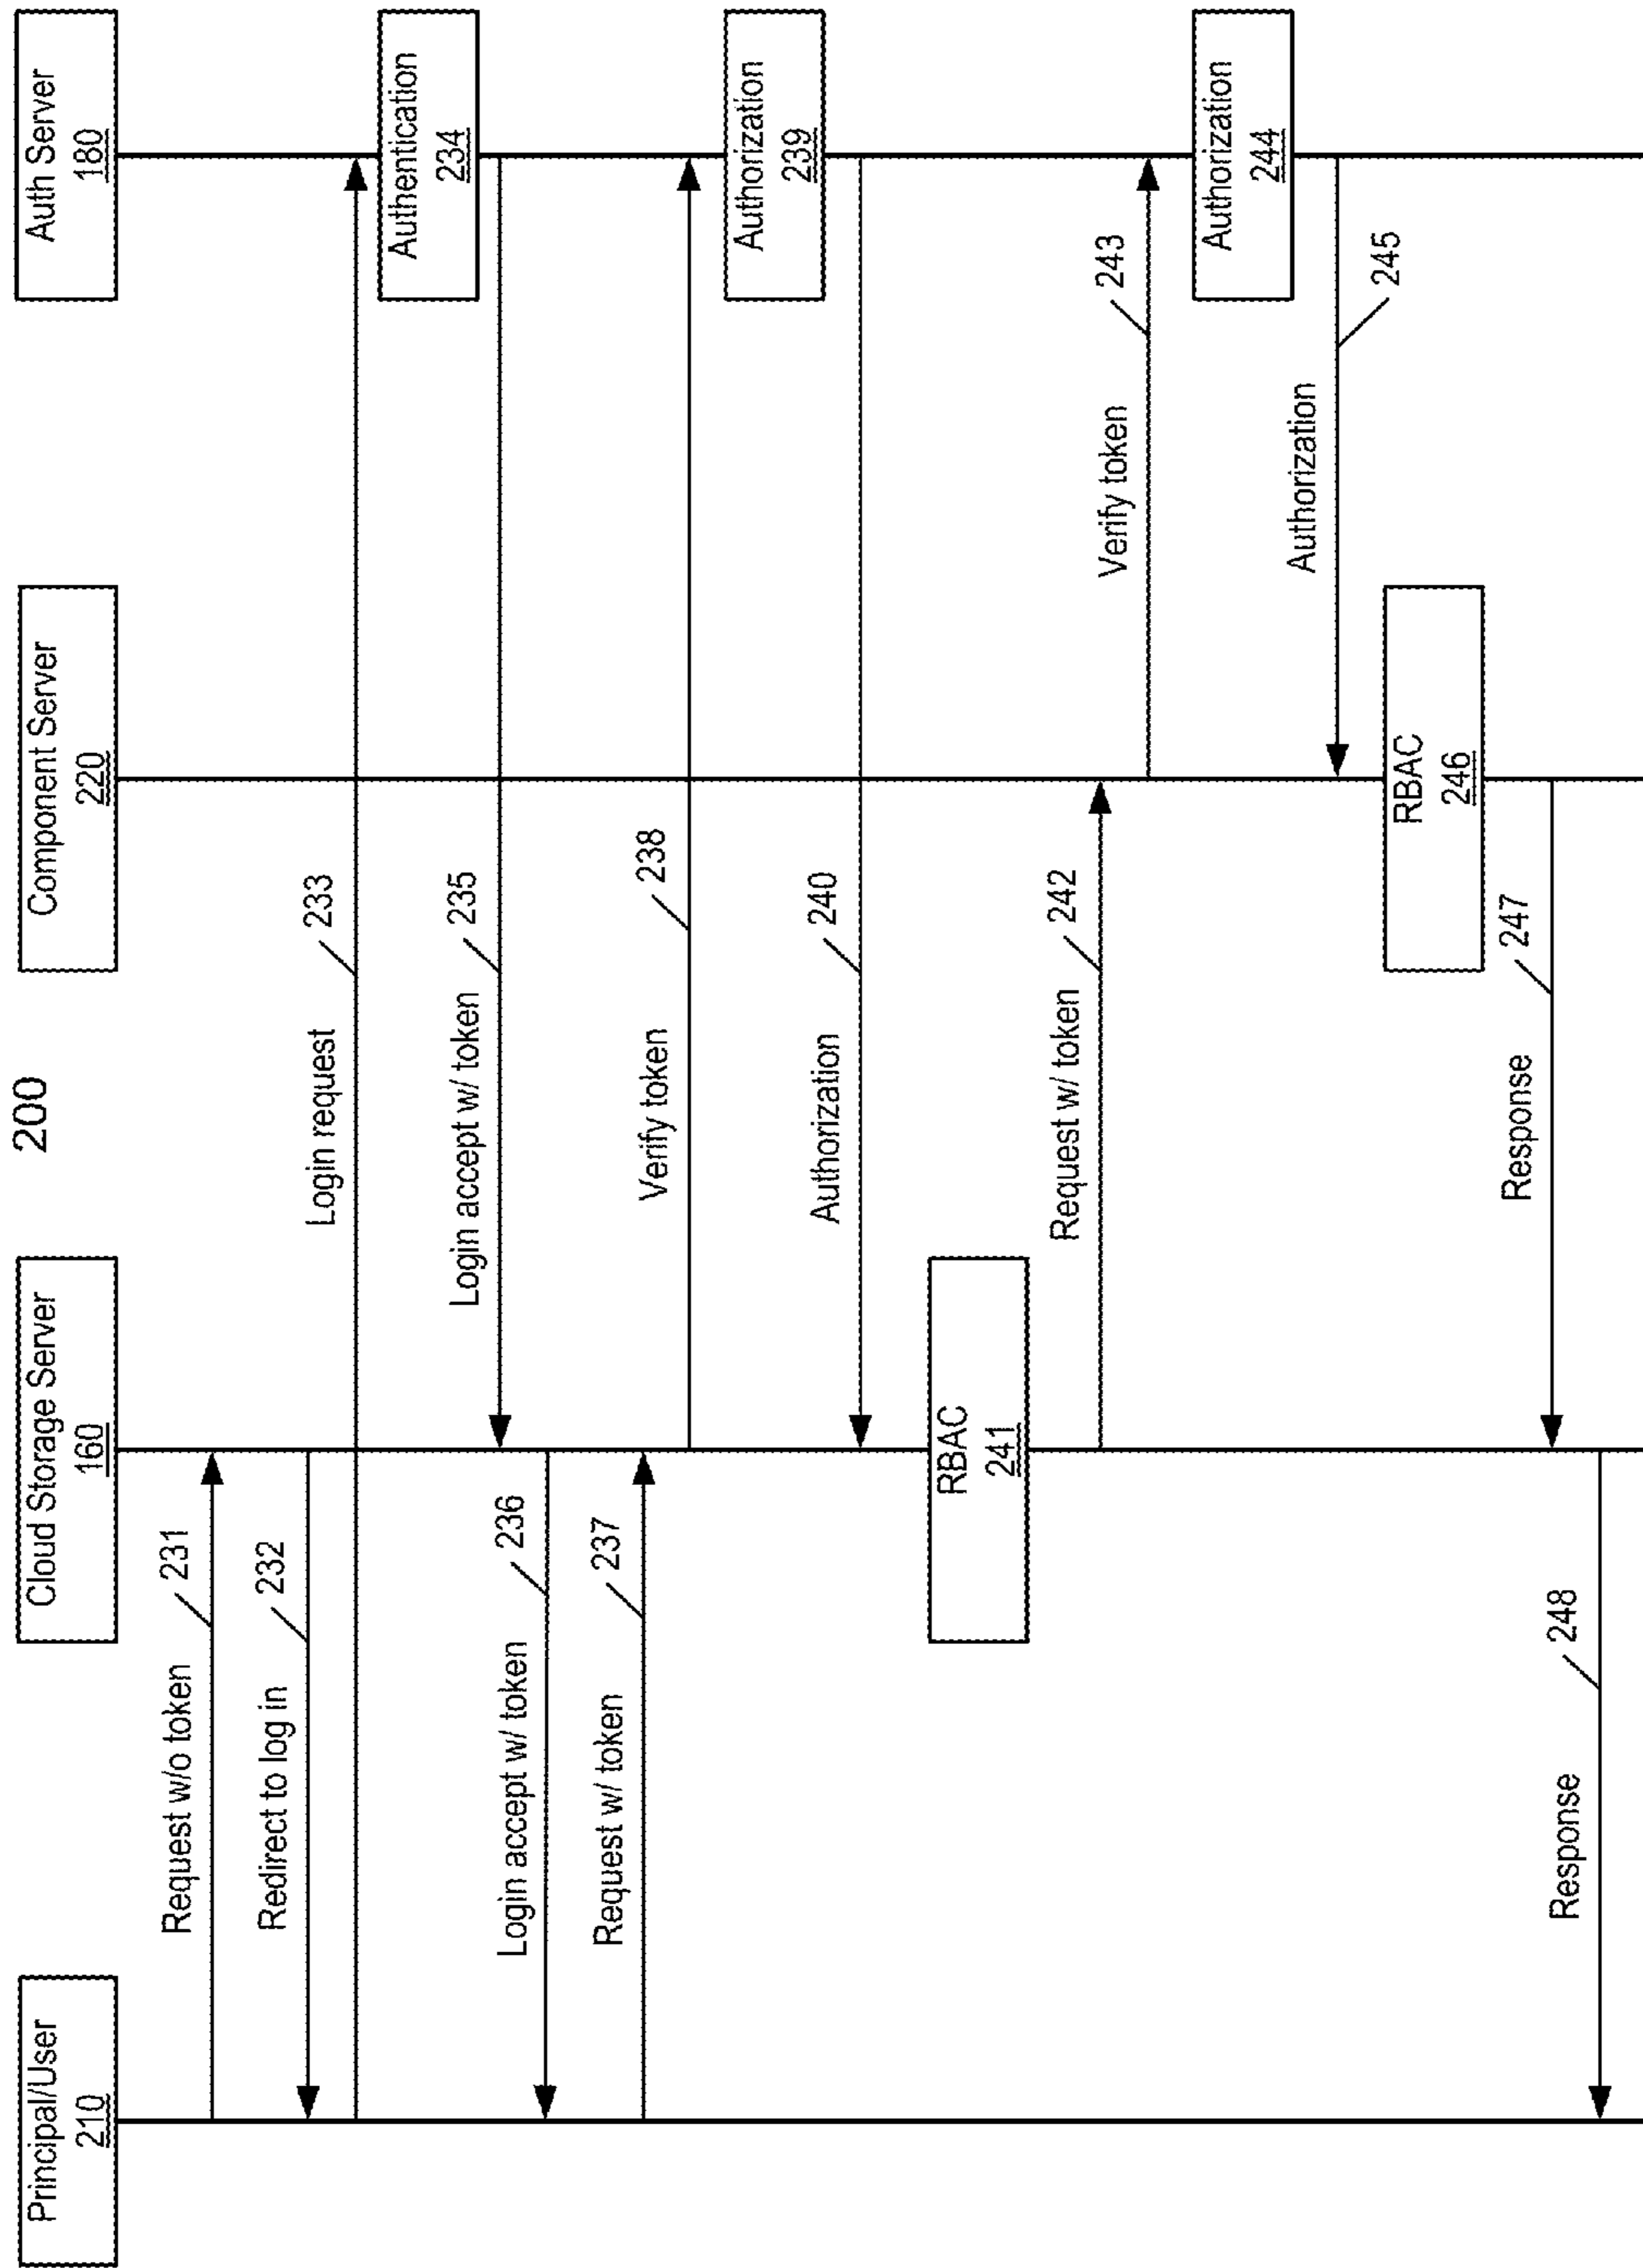 200
Principal/User
210
Cloud Storage Server
160
Component Server
220
Auth Server
180
Request w/o token
231
Redirect to log in
232
Login request
233
Authentication
234
Login accept w/ token
235
Login accept w/ token
236
Request w/ token
237
Verify token
238
Authorization
239
Authorization
240
RBAC
241
Request w/ token
242
Verify token
243
Authorization
244
Authorization
245
RBAC
246
Response
247
Response
248